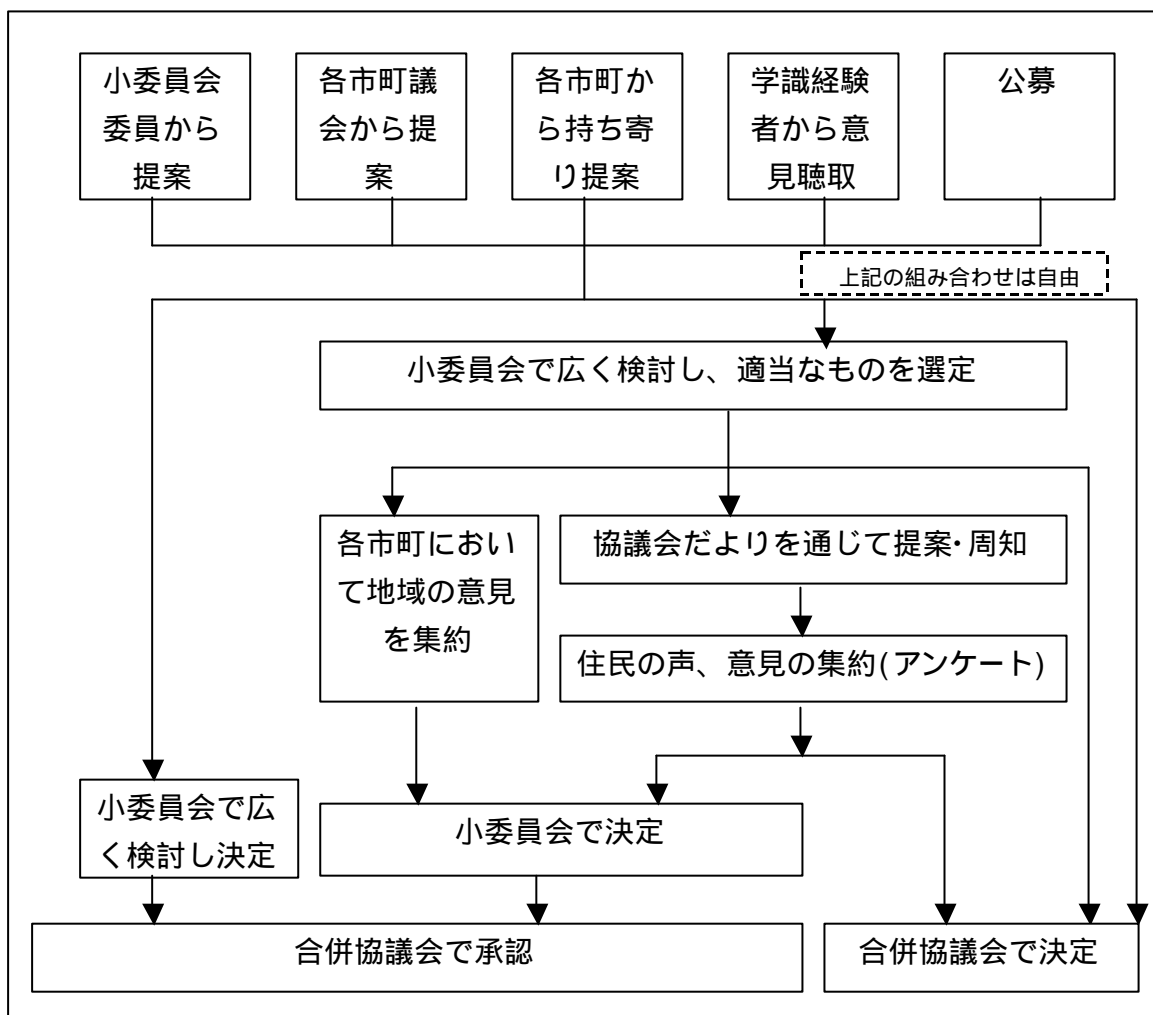 小委員会
委員から
提案
各市町議
会から提
案
各市町か
ら持ち寄
り提案
学識経験
者から意
見聴取
公募
上記の組み合わせは自由
小委員会で広く検討し、適当なものを選定
各市町におい
て地域の意見
を集約
協議会だよりを通じて提案・周知
住民の声、意見の集約(アンケート)
小委員会で広
く検討し決定
小委員会で決定
合併協議会で承認
合併協議会で決定